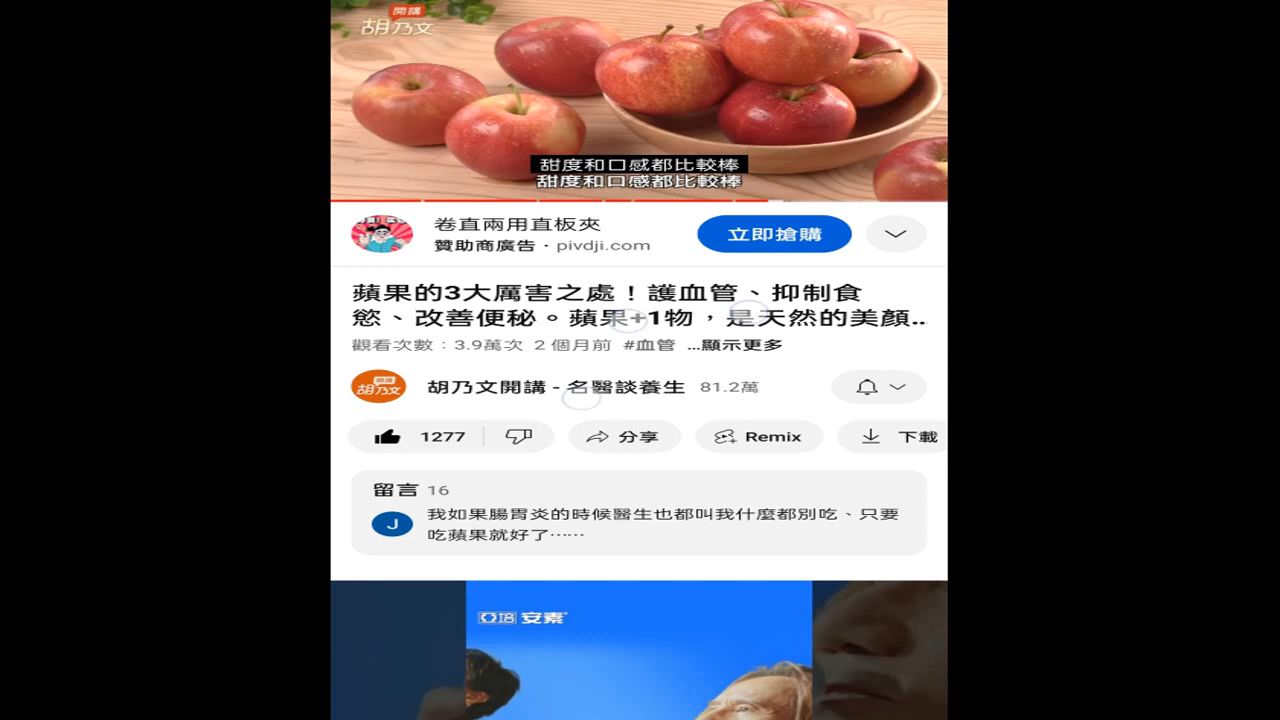 開講
胡乃文
甜度和口感都比較棒
甜度和口感都比較棒
卷直兩用直板夾
贊助商廣告・pivdji.com
立即搶購
蘋果的3大厲害之處！護血管、抑制食
慾、改善便秘。蘋果+1物，是天然的美顏..
觀看次數：3.9萬次 2 個月前 #血管 ...顯示更多
開講
胡乃文
胡乃文開講 - 名醫談養生 81.2萬
1277 分享 Remix 下載
留言 16
J
我如果腸胃炎的時候醫生也都叫我什麼都別吃、只要
吃蘋果就好了⋯⋯
亞培 安素